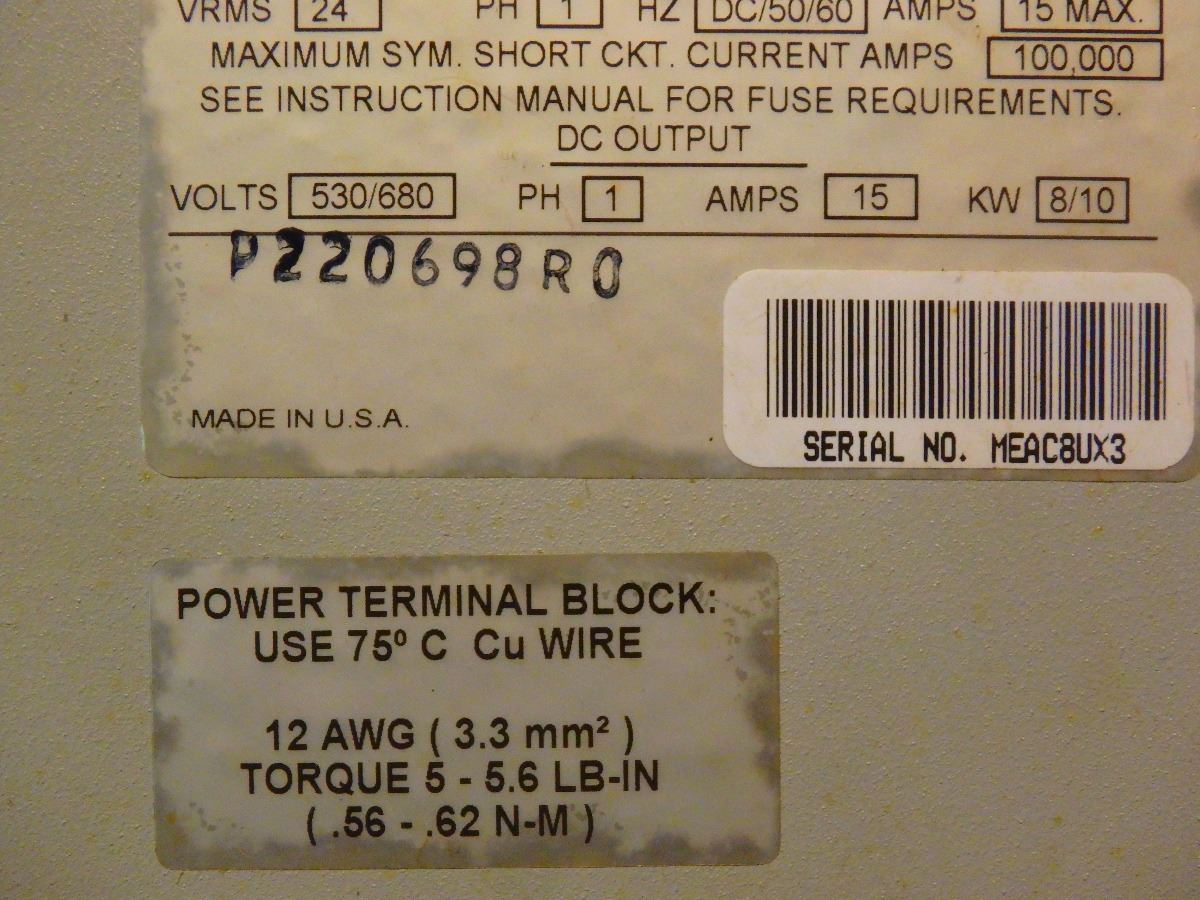 VRMS 24 PH 1 HZ DC/50/60 AMPS 15 MAX.
MAXIMUM SYM. SHORT CKT. CURRENT AMPS 100,000
SEE INSTRUCTION MANUAL FOR FUSE REQUIREMENTS.
DC OUTPUT
VOLTS 530/680 PH 1 AMPS 15 KW 8/10
P220698R0
MADE IN U.S.A.
SERIAL NO. MEAC8UX3
POWER TERMINAL BLOCK:
USE 75º C Cu WIRE
12 AWG ( 3.3 mm² )
TORQUE 5 - 5.6 LB-IN
( .56 - .62 N-M )